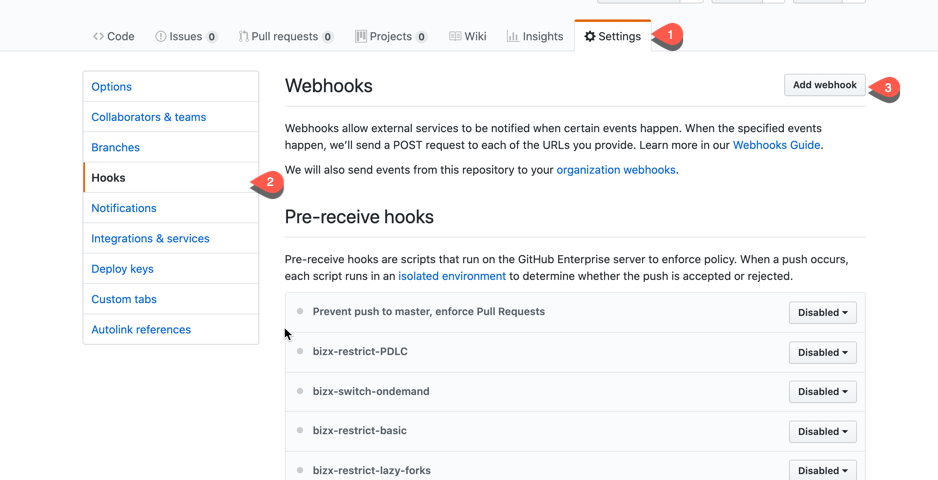 Code Issues 0 Pull requests 0 Projects 0 Wiki Insights Settings 1
Options
Collaborators & teams
Branches
Hooks 2
Notifications
Integrations & services
Deploy keys
Custom tabs
Autolink references
Webhooks Add webhook 3
Webhooks allow external services to be notified when certain events happen. When the specified events
happen, we’ll send a POST request to each of the URLs you provide. Learn more in our Webhooks Guide.
We will also send events from this repository to your organization webhooks.
Pre-receive hooks
Pre-receive hooks are scripts that run on the GitHub Enterprise server to enforce policy. When a push occurs,
each script runs in an isolated environment to determine whether the push is accepted or rejected.
Prevent push to master, enforce Pull Requests Disabled
bizx-restrict-PDLC Disabled
bizx-switch-ondemand Disabled
bizx-restrict-basic Disabled
bizx-restrict-lazy-forks Disabled